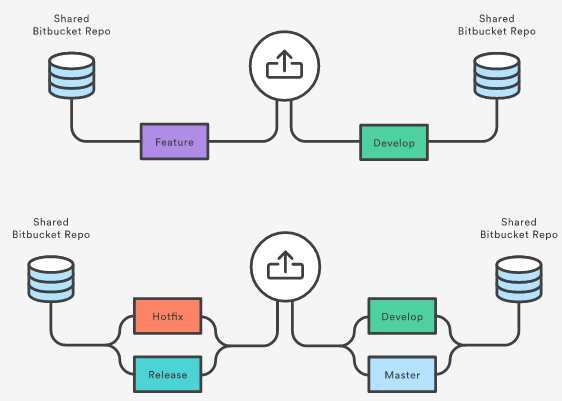 Shared
Bitbucket Repo
Shared
Bitbucket Repo
Feature
Develop
Shared
Bitbucket Repo
Shared
Bitbucket Repo
Hotfix
Develop
Release
Master